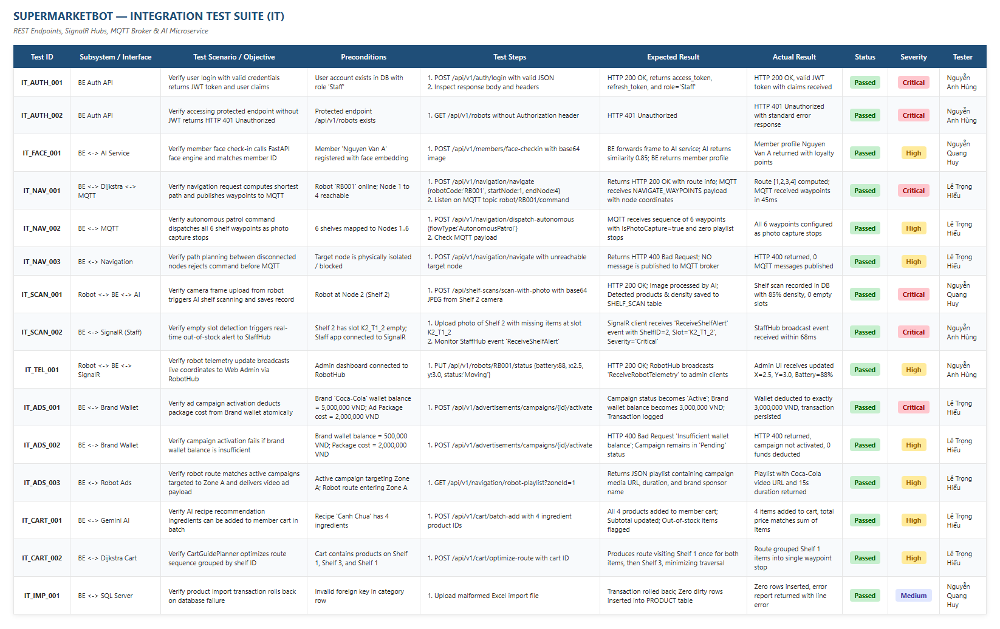 SUPERMARKETBOT — INTEGRATION TEST SUITE (IT)
REST Endpoints, SignalR Hubs, MQTT Broker & AI Microservice
Test ID
Subsystem / Interface
Test Scenario / Objective
Preconditions
Test Steps
Expected Result
Actual Result
Status
Severity
Tester
IT_AUTH_001
BE Auth API
Verify user login with valid credentials
returns JWT token and user claims
User account exists in DB with
role 'Staff'
1. POST /api/v1/auth/login with valid JSON
2. Inspect response body and headers
HTTP 200 OK, returns access_token,
refresh_token, and role='Staff'
HTTP 200 OK, valid JWT
token with claims received
Passed
Critical
Nguyễn
Anh Hùng
IT_AUTH_002
BE Auth API
Verify accessing protected endpoint without
JWT returns HTTP 401 Unauthorized
Protected endpoint
/api/v1/robots exists
1. GET /api/v1/robots without Authorization header
HTTP 401 Unauthorized
HTTP 401 Unauthorized
with standard error
response
Passed
Critical
Nguyễn
Anh Hùng
IT_FACE_001
BE <-> AI Service
Verify member face check-in calls FastAPI
face engine and matches member ID
Member 'Nguyen Van A'
registered with face embedding
1. POST /api/v1/members/face-checkin with base64
image
BE forwards frame to AI service; AI returns
similarity 0.85; BE returns member profile
Member profile Nguyen
Van A returned with loyalty
points
Passed
High
Nguyễn
Quang
Huy
IT_NAV_001
BE <-> Dijkstra <->
MQTT
Verify navigation request computes shortest
path and publishes waypoints to MQTT
Robot 'RB001' online; Node 1 to
4 reachable
1. POST /api/v1/navigation/navigate
{robotCode:'RB001', startNode:1, endNode:4}
2. Listen on MQTT topic robot/RB001/command
Returns HTTP 200 OK with route info; MQTT
receives NAVIGATE_WAYPOINTS payload
with node coordinates
Route [1,2,3,4] computed;
MQTT received waypoints
in 45ms
Passed
Critical
Lê Trọng
Hiếu
IT_NAV_002
BE <-> MQTT
Verify autonomous patrol command
dispatches all 6 shelf waypoints as photo
capture stops
6 shelves mapped to Nodes 1..6
1. POST /api/v1/navigation/dispatch-autonomous
{flowType:'AutonomousPatrol'}
2. Check MQTT payload
MQTT receives sequence of 6 waypoints
with IsPhotoCapture=true and zero playlist
stops
All 6 waypoints configured
as photo capture stops
Passed
High
Lê Trọng
Hiếu
IT_NAV_003
BE <-> Navigation
Verify path planning between disconnected
nodes rejects command before MQTT
Target node is physically isolated
/ blocked
1. POST /api/v1/navigation/navigate with unreachable
target node
Returns HTTP 400 Bad Request; NO
message is published to MQTT broker
HTTP 400 returned, 0
MQTT messages published
Passed
High
Lê Trọng
Hiếu
IT_SCAN_001
Robot <-> BE <-> AI
Verify camera frame upload from robot
triggers AI shelf scanning and saves record
Robot at Node 2 (Shelf 2)
1. POST /api/shelf-scans/scan-with-photo with base64
JPEG from Shelf 2 camera
HTTP 200 OK; Image processed by AI;
Detected products & density saved to
SHELF_SCAN table
Shelf scan recorded in DB
with 85% density, 0 empty
slots
Passed
Critical
Nguyễn
Quang
Huy
IT_SCAN_002
BE <-> SignalR (Staff)
Verify empty slot detection triggers real-
time out-of-stock alert to StaffHub
Shelf 2 has slot K2_T1_2 empty;
Staff app connected to SignalR
1. Upload photo of Shelf 2 with missing items at slot
K2_T1_2
2. Monitor StaffHub event 'ReceiveShelfAlert'
SignalR client receives 'ReceiveShelfAlert'
event with ShelfID=2, Slot='K2_T1_2',
Severity='Critical'
StaffHub broadcast event
received within 68ms
Passed
Critical
Nguyễn
Anh Hùng
IT_TEL_001
Robot <-> BE <->
SignalR
Verify robot telemetry update broadcasts
live coordinates to Web Admin via
RobotHub
Admin dashboard connected to
RobotHub
1. PUT /api/v1/robots/RB001/status {battery:88, x:2.5,
y:3.0, status:'Moving'}
HTTP 200 OK; RobotHub broadcasts
'ReceiveRobotTelemetry' to admin clients
Admin UI receives updated
X=2.5, Y=3.0, Battery=88%
Passed
High
Nguyễn
Anh Hùng
IT_ADS_001
BE <-> Brand Wallet
Verify ad campaign activation deducts
package cost from Brand wallet atomically
Brand 'Coca-Cola' wallet balance
= 5,000,000 VND; Ad Package
cost = 2,000,000 VND
1. POST /api/v1/advertisements/campaigns/{id}/activate
Campaign status becomes 'Active'; Brand
wallet balance becomes 3,000,000 VND;
Transaction logged
Wallet deducted to exactly
3,000,000 VND, transaction
persisted
Passed
Critical
Lê Trọng
Hiếu
IT_ADS_002
BE <-> Brand Wallet
Verify campaign activation fails if brand
wallet balance is insufficient
Brand wallet balance = 500,000
VND; Package cost = 2,000,000
VND
1. POST /api/v1/advertisements/campaigns/{id}/activate
HTTP 400 Bad Request 'Insufficient wallet
balance'; Campaign remains in 'Pending'
status
HTTP 400 returned,
campaign not activated, 0
funds deducted
Passed
High
Lê Trọng
Hiếu
IT_ADS_003
BE <-> Robot Ads
Verify robot route matches active campaigns
targeted to Zone A and delivers video ad
payload
Active campaign targeting Zone
A; Robot route entering Zone A
1. GET /api/v1/navigation/robot-playlist?zoneId=1
Returns JSON playlist containing campaign
media URL, duration, and brand sponsor
name
Playlist with Coca-Cola
video URL and 15s
duration returned
Passed
High
Lê Trọng
Hiếu
IT_CART_001
BE <-> Gemini AI
Verify AI recipe recommendation
ingredients can be added to member cart in
batch
Recipe 'Canh Chua' has 4
ingredients
1. POST /api/v1/cart/batch-add with 4 ingredient
product IDs
All 4 products added to member cart;
Subtotal updated; Out-of-stock items
flagged
4 items added to cart, total
price matches sum of
items
Passed
High
Lê Trọng
Hiếu
IT_CART_002
BE <-> Dijkstra Cart
Verify CartGuidePlanner optimizes route
sequence grouped by shelf ID
Cart contains products on Shelf
1, Shelf 3, and Shelf 1
1. POST /api/v1/cart/optimize-route with cart ID
Produces route visiting Shelf 1 once for both
items, then Shelf 3, minimizing traversal
Route grouped Shelf 1
items into single waypoint
stop
Passed
High
Lê Trọng
Hiếu
IT_IMP_001
BE <-> SQL Server
Verify product import transaction rolls back
on database failure
Invalid foreign key in category
row
1. Upload malformed Excel import file
Transaction rolled back; Zero dirty rows
inserted into PRODUCT table
Zero rows inserted, error
report returned with line
error
Passed
Medium
Nguyễn
Quang
Huy